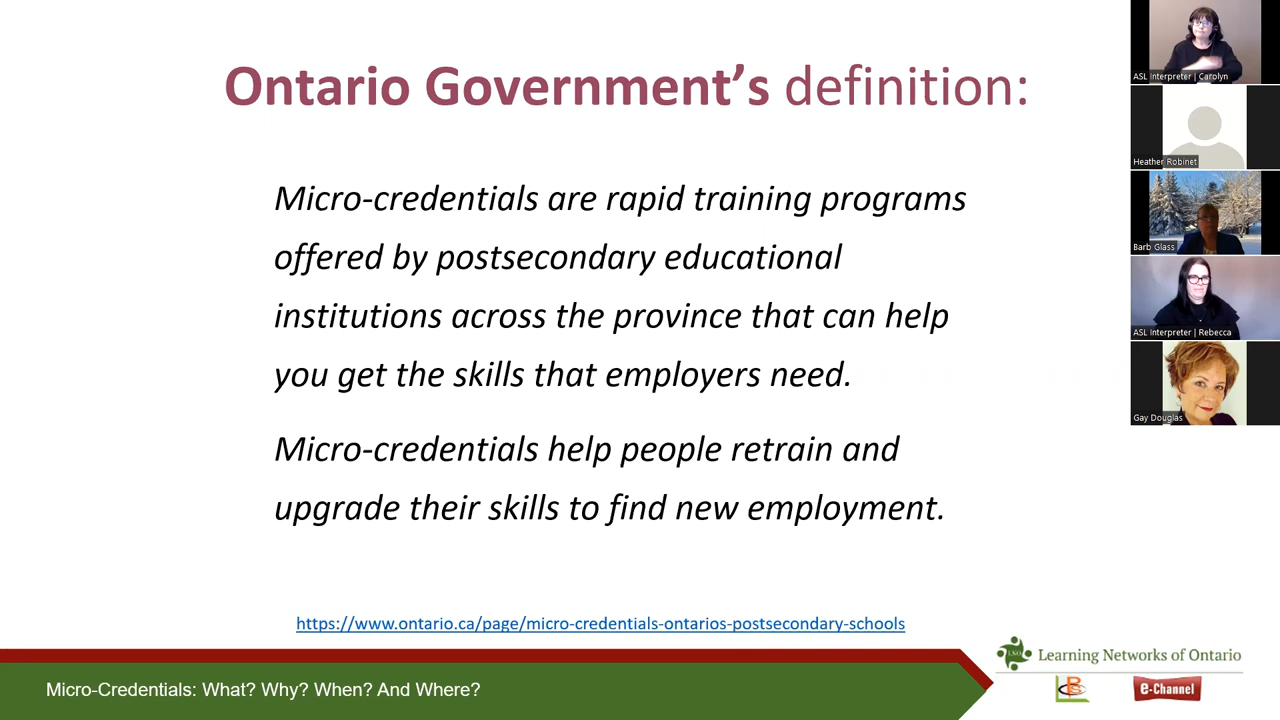 Ontario Government's definition:
Micro-credentials are rapid training programs
offered by postsecondary educational
institutions across the province that can help
you get the skills that employers need.
Micro-credentials help people retrain and
upgrade their skills to find new employment.
https://www.ontario.ca/page/micro-credentials-ontarios-postsecondary-schools
Micro-Credentials: What? Why? When? And Where?
LNO
Learning Networks of Ontario
LBS
e-Channel
ASL Interpreter | Carolyn
Heather Robinet
Barb Glass
ASL Interpreter | Rebecca
Gay Douglas